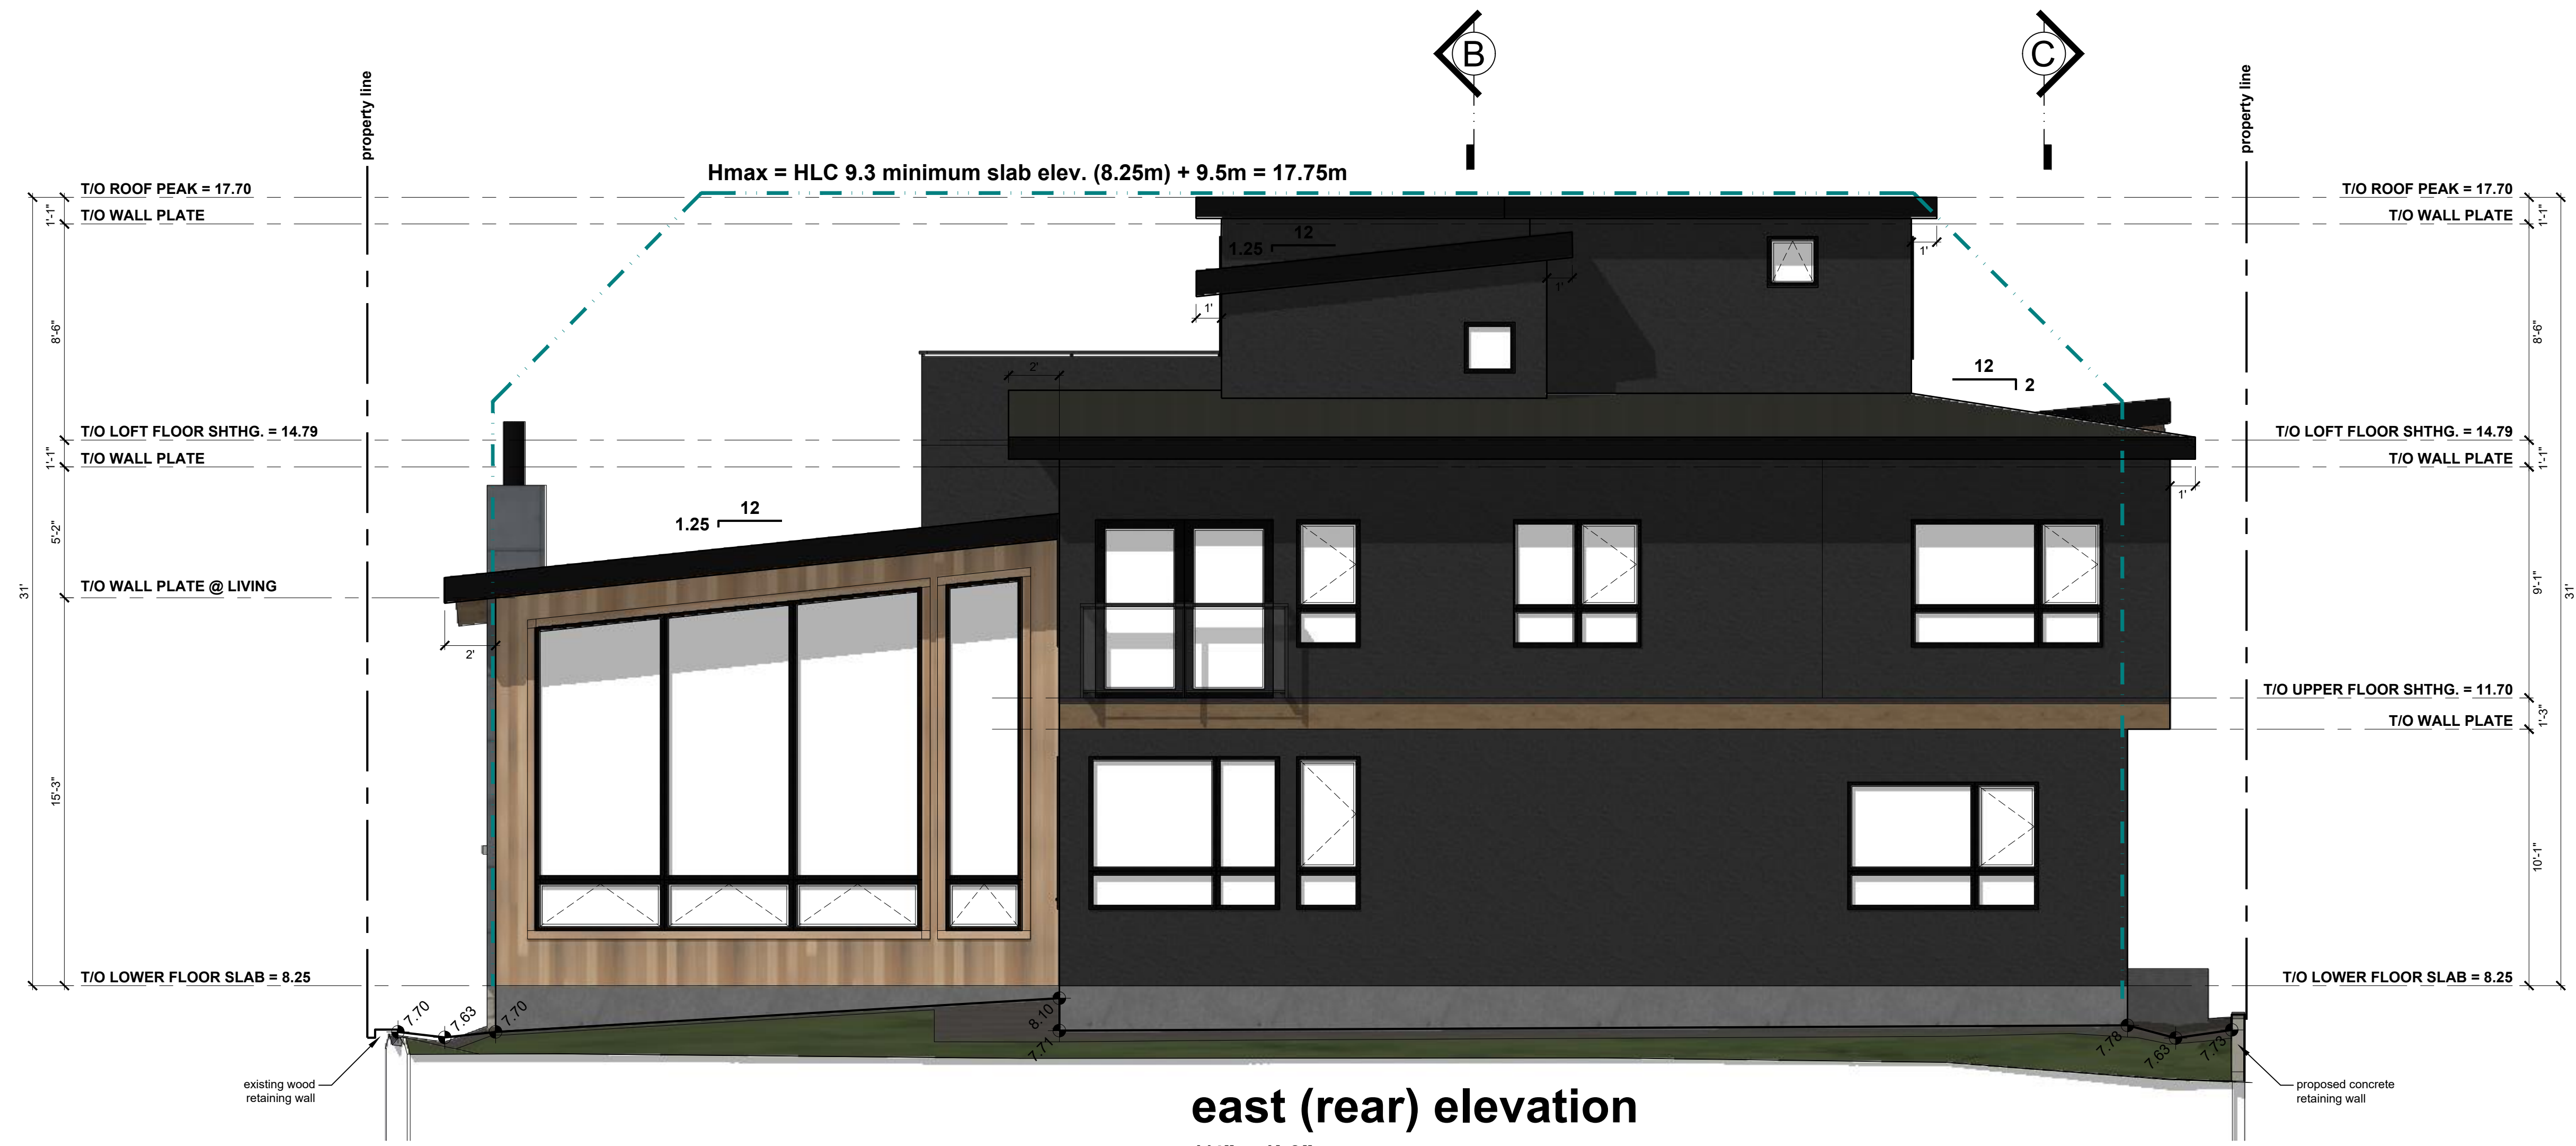 B
C
property line
property line
Hmax = HLC 9.3 minimum slab elev. (8.25m) + 9.5m = 17.75m
T/O ROOF PEAK = 17.70
T/O WALL PLATE
T/O LOFT FLOOR SHTHG. = 14.79
T/O WALL PLATE
T/O WALL PLATE @ LIVING
T/O LOWER FLOOR SLAB = 8.25
1'-1"
8'-6"
1'-1"
5'-2"
15'-3"
31'
12
1.25
1'
1'
1'
2'
12
2
1'
12
1.25
2'
T/O ROOF PEAK = 17.70
T/O WALL PLATE
T/O LOFT FLOOR SHTHG. = 14.79
T/O WALL PLATE
T/O UPPER FLOOR SHTHG. = 11.70
T/O WALL PLATE
T/O LOWER FLOOR SLAB = 8.25
1'-1"
8'-6"
1'-1"
9'-1"
1'-3"
10'-1"
31'
7.70
7.63
7.70
8.10
7.71
7.78
7.63
7.73
existing wood
retaining wall
proposed concrete
retaining wall
east (rear) elevation